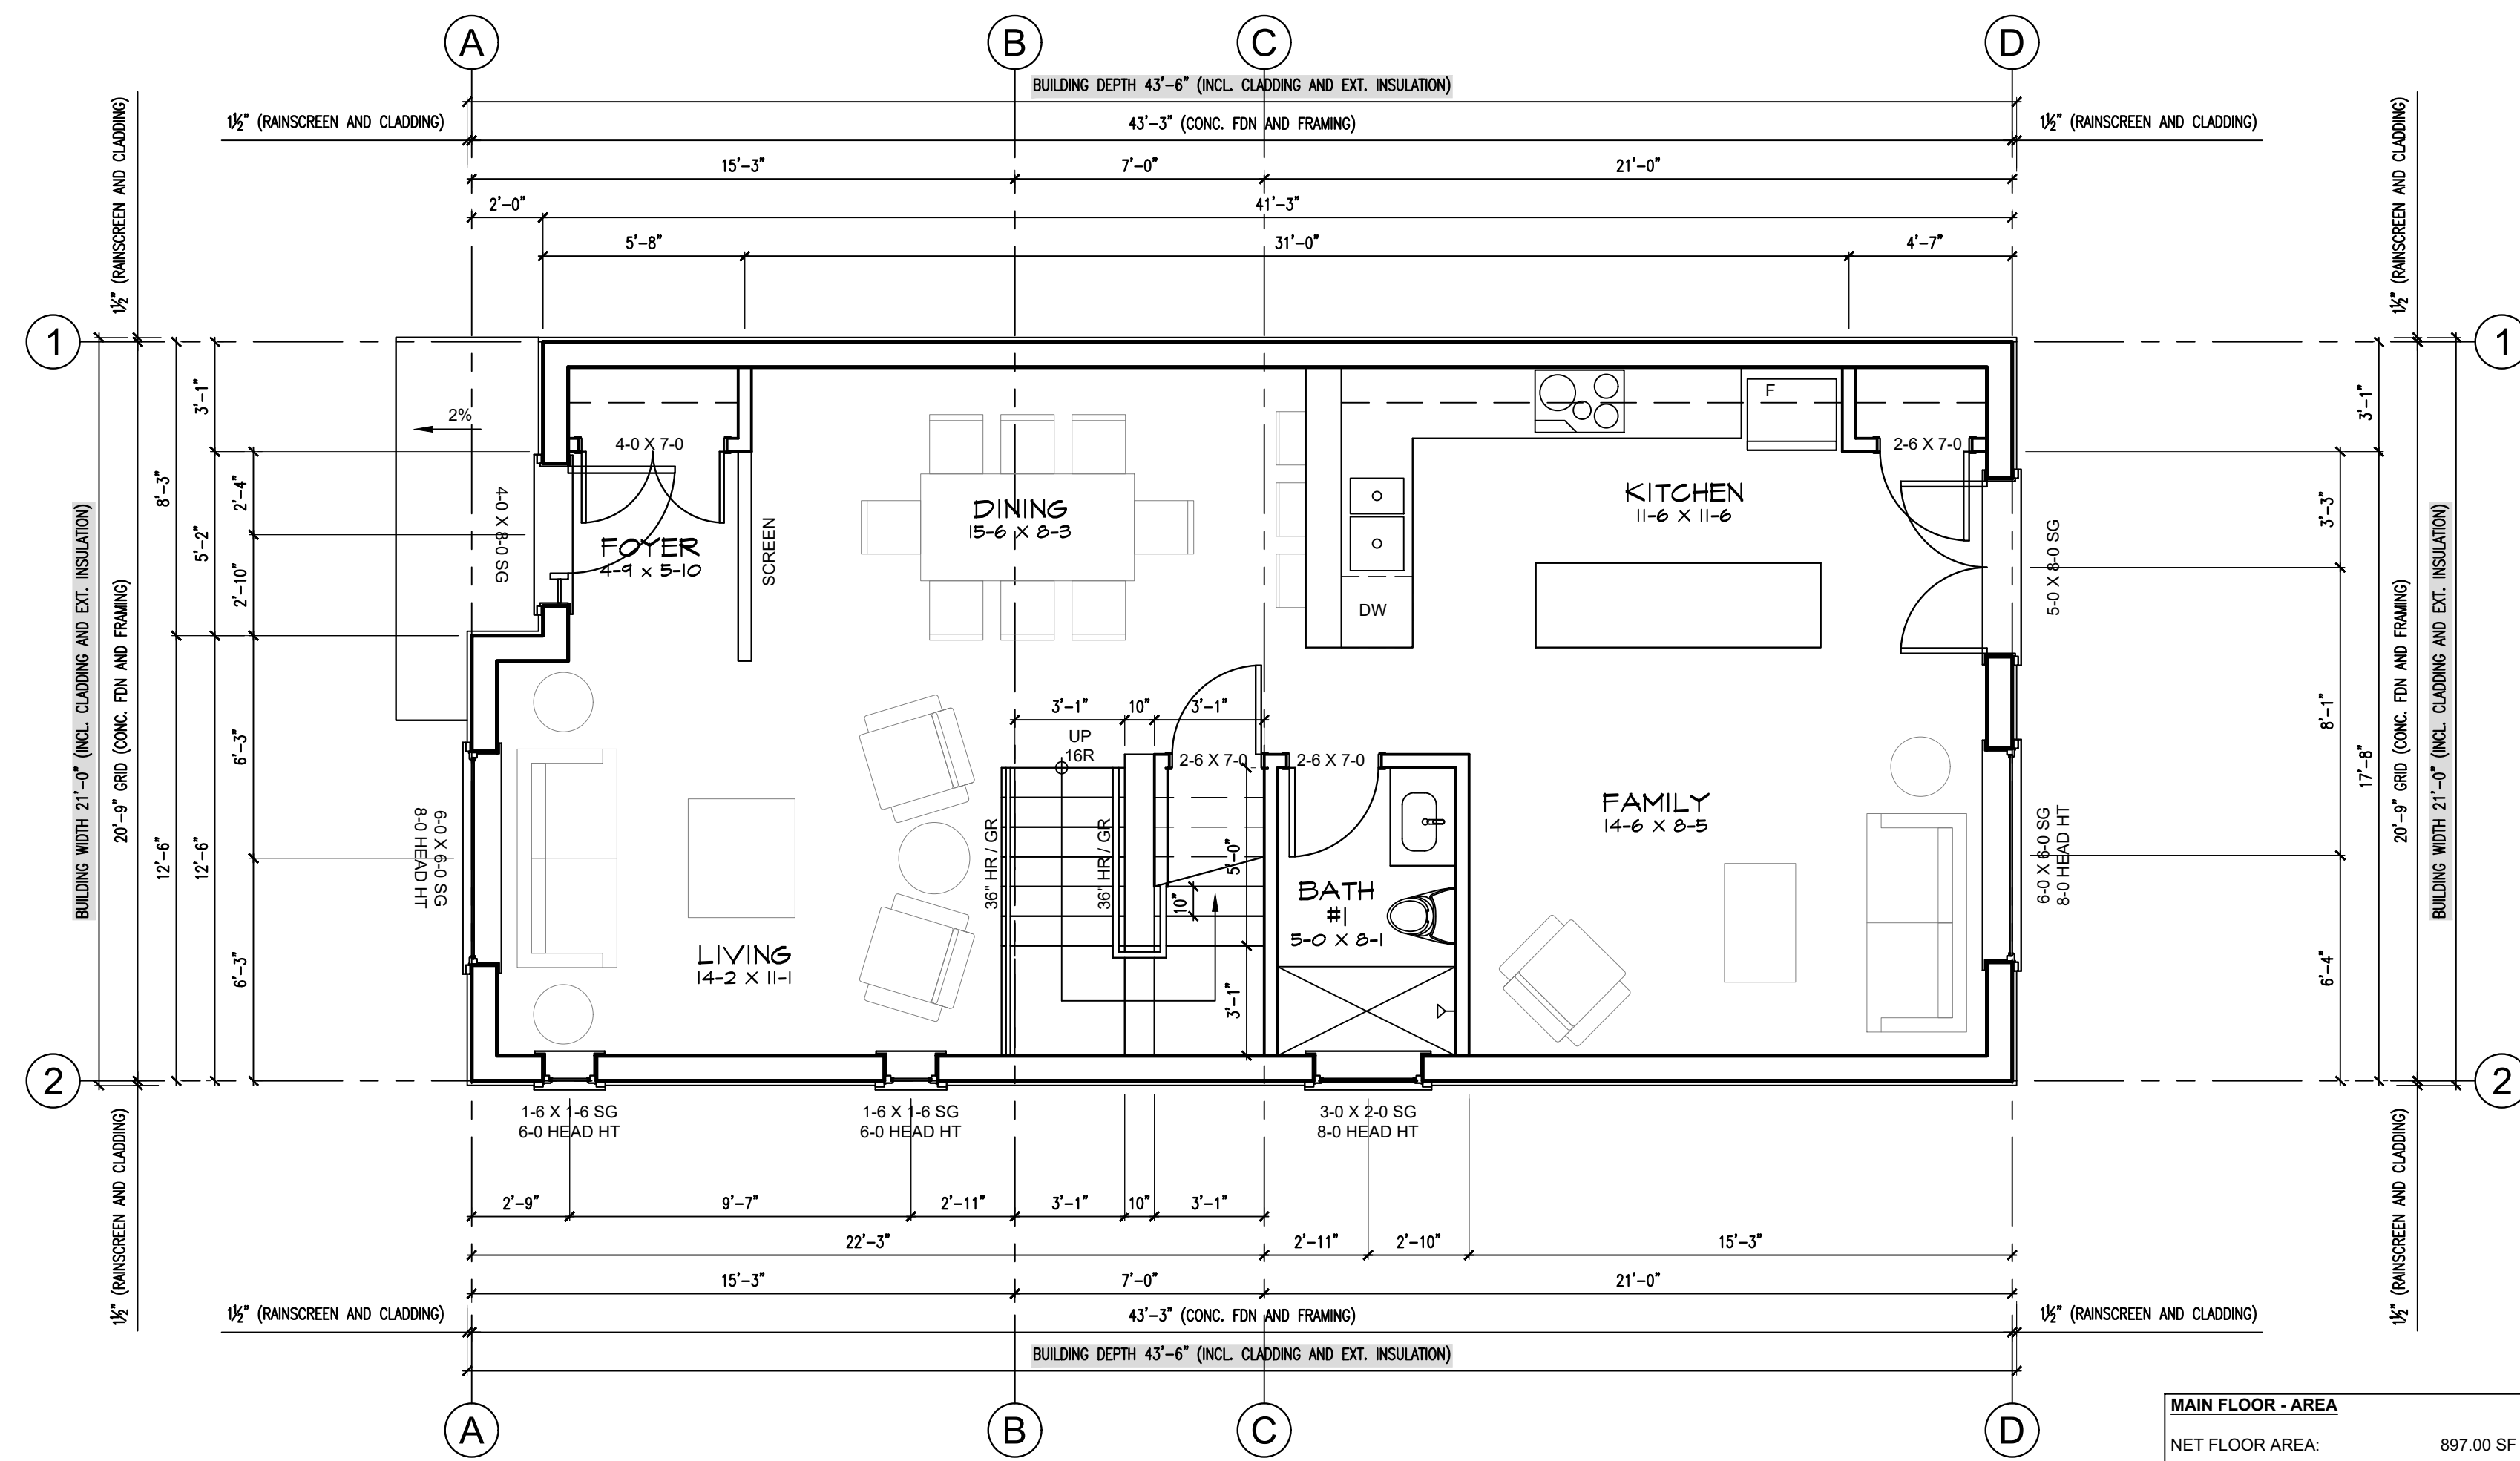 A
B
C
D
BUILDING DEPTH 43'-6" (INCL. CLADDING AND EXT. INSULATION)
1½" (RAINSCREEN AND CLADDING)
43'-3" (CONC. FDN AND FRAMING)
1½" (RAINSCREEN AND CLADDING)
15'-3"
7'-0"
21'-0"
2'-0"
41'-3"
5'-8"
31'-0"
4'-7"
1½" (RAINSCREEN AND CLADDING)
1½" (RAINSCREEN AND CLADDING)
1
1
BUILDING WIDTH 21'-0" (INCL. CLADDING AND EXT. INSULATION)
20'-9" GRID (CONC. FDN AND FRAMING)
8'-3"
12'-6"
3'-1"
5'-2"
12'-6"
2'-4"
2'-10"
6'-3"
6'-3"
2%
4-0 X 8-0 SG
4-0 X 7-0
FOYER
4-9 X 5-10
SCREEN
DINING
15-6 X 8-3
KITCHEN
11-6 X 11-6
F
DW
2-6 X 7-0
5-0 X 8-0 SG
3'-1"
3'-3"
8'-1"
17'-8"
6'-4"
20'-9" GRID (CONC. FDN AND FRAMING)
BUILDING WIDTH 21'-0" (INCL. CLADDING AND EXT. INSULATION)
6-0 X 6-0 SG
8-0 HEAD HT
3'-1"
10"
3'-1"
UP
16R
2-6 X 7-0
2-6 X 7-0
36" HR / GR
36" HR / GR
5'-0"
10"
3'-1"
LIVING
14-2 X 11-1
BATH
#1
5-0 X 8-1
FAMILY
14-6 X 8-5
6-0 X 6-0 SG
8-0 HEAD HT
2
2
1-6 X 1-6 SG
6-0 HEAD HT
1-6 X 1-6 SG
6-0 HEAD HT
3-0 X 2-0 SG
8-0 HEAD HT
1½" (RAINSCREEN AND CLADDING)
1½" (RAINSCREEN AND CLADDING)
2'-9"
9'-7"
2'-11"
3'-1"
10"
3'-1"
22'-3"
2'-11"
2'-10"
15'-3"
15'-3"
7'-0"
21'-0"
1½" (RAINSCREEN AND CLADDING)
43'-3" (CONC. FDN AND FRAMING)
1½" (RAINSCREEN AND CLADDING)
BUILDING DEPTH 43'-6" (INCL. CLADDING AND EXT. INSULATION)
A
B
C
D
MAIN FLOOR - AREA
NET FLOOR AREA: 897.00 SF